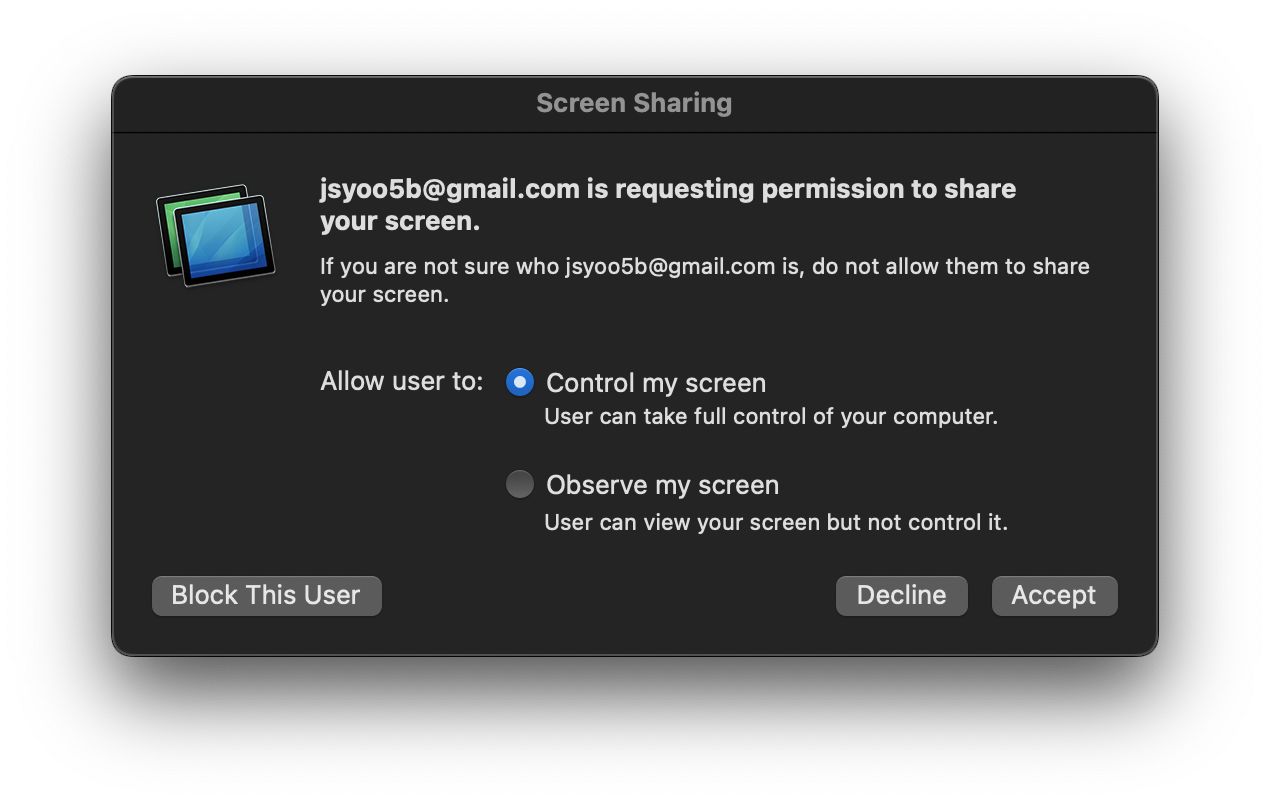 Screen Sharing
jsyoo5b@gmail.com is requesting permission to share
your screen.
If you are not sure who jsyoo5b@gmail.com is, do not allow them to share
your screen.
Allow user to: Control my screen
User can take full control of your computer.
Observe my screen
User can view your screen but not control it.
Block This User Decline Accept